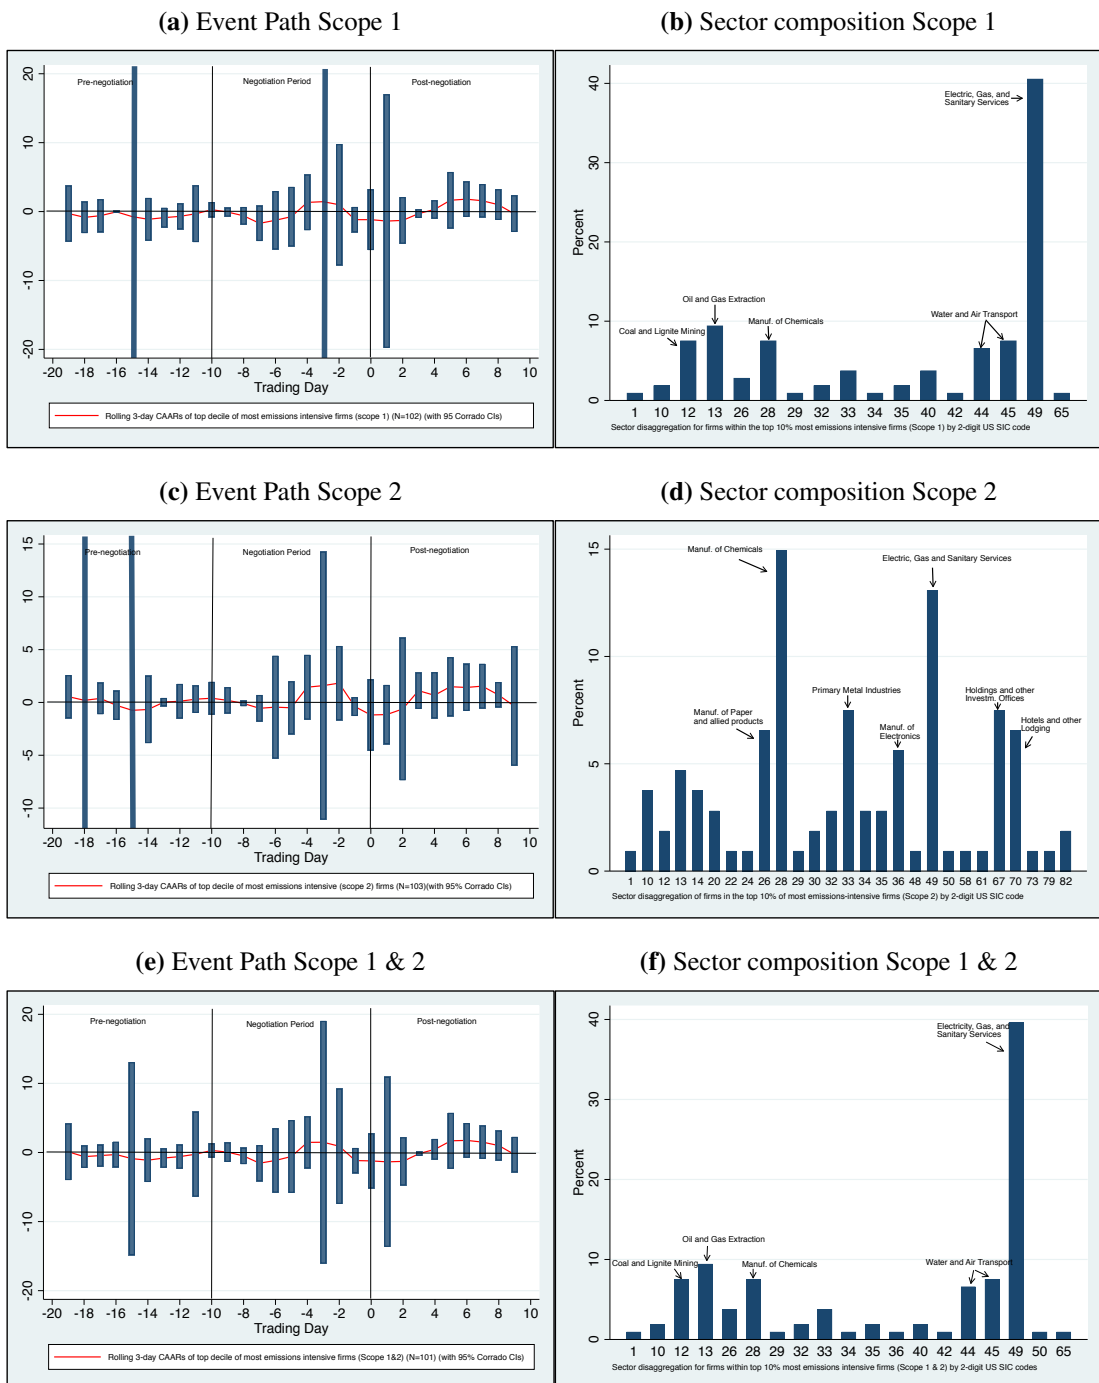 (a) Event Path Scope 1
(b) Sector composition Scope 1
Pre-negotiation
Negotiation Period
Post-negotiation
20
10
0
-10
-20
-20 -18 -16 -14 -12 -10 -8 -6 -4 -2 0 2 4 6 8 10
Trading Day
Rolling 3-day CAARs of top decile of most emissions intensive firms (scope 1) (N=102) (with 95 Corrado CIs)
Percent
40
30
20
10
0
Electric, Gas, and
Sanitary Services
Oil and Gas Extraction
Coal and Lignite Mining
Manuf. of Chemicals
Water and Air Transport
1 10 12 13 26 28 29 32 33 34 35 40 42 44 45 49 65
Sector disaggregation for firms within the top 10% most emissions intensive firms (Scope 1) by 2-digit US SIC code
(c) Event Path Scope 2
(d) Sector composition Scope 2
Pre-negotiation
Negotiation Period
Post-negotiation
15
10
5
0
-5
-10
-20 -18 -16 -14 -12 -10 -8 -6 -4 -2 0 2 4 6 8 10
Trading Day
Rolling 3-day CAARs of top decile of most emissions intensive (scope 2) firms (N=103)(with 95% Corrado CIs)
Percent
15
10
5
0
Manuf. of Chemicals
Electric, Gas and Sanitary Services
Primary Metal Industries
Holdings and other
Investm. Offices
Manuf. of Paper
and allied products
Manuf. of
Electronics
Hotels and other
Lodging
1 10 12 13 14 20 22 24 26 28 29 30 32 33 34 35 36 48 49 50 58 61 67 70 73 79 82
Sector disaggregation of firms in the top 10% of most emissions-intensive firms (Scope 2) by 2-digit US SIC code
(e) Event Path Scope 1 & 2
(f) Sector composition Scope 1 & 2
Pre-negotiation
Negotiation Period
Post-negotiation
20
10
0
-10
-20
-20 -18 -16 -14 -12 -10 -8 -6 -4 -2 0 2 4 6 8 10
Trading Day
Rolling 3-day CAARs of top decile of most emissions intensive firms (Scope 1&2) (N=101) (with 95% Corrado CIs)
Percent
40
30
20
10
0
Electricity, Gas, and
Sanitary Services
Oil and Gas Extraction
Coal and Lignite Mining
Manuf. of Chemicals
Water and Air Transport
1 10 12 13 26 28 29 32 33 34 35 36 40 42 44 45 49 50 65
Sector disaggregation for firms within top 10% most emissions intensive firms (Scope 1 & 2) by 2-digit US SIC codes